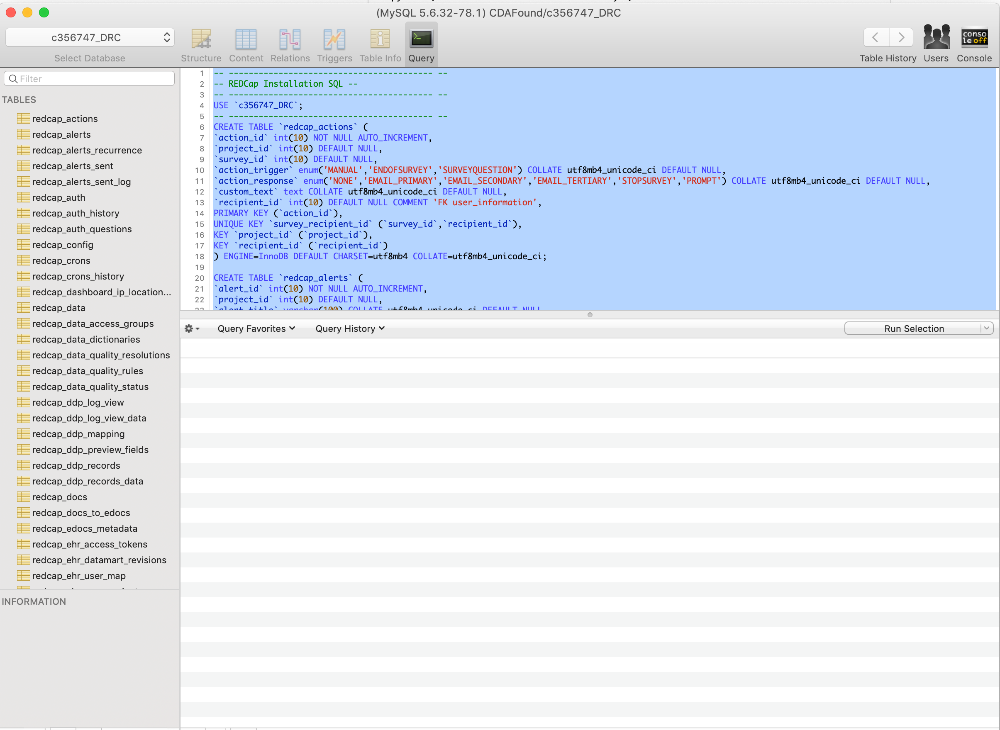 (MySQL 5.6.32-78.1) CDAFound/c356747_DRC
c356747_DRC
Select Database
Structure
Content
Relations
Triggers
Table Info
Query
Table History
Users
conso
le off
Console
Filter
TABLES
redcap_actions
redcap_alerts
redcap_alerts_recurrence
redcap_alerts_sent
redcap_alerts_sent_log
redcap_auth
redcap_auth_history
redcap_auth_questions
redcap_config
redcap_crons
redcap_crons_history
redcap_dashboard_ip_location...
redcap_data
redcap_data_access_groups
redcap_data_dictionaries
redcap_data_quality_resolutions
redcap_data_quality_rules
redcap_data_quality_status
redcap_ddp_log_view
redcap_ddp_log_view_data
redcap_ddp_mapping
redcap_ddp_preview_fields
redcap_ddp_records
redcap_ddp_records_data
redcap_docs
redcap_docs_to_edocs
redcap_edocs_metadata
redcap_ehr_access_tokens
redcap_ehr_datamart_revisions
redcap_ehr_user_map
INFORMATION
1 -- ----------------------------------------- --
2 -- REDCap Installation SQL --
3 -- ----------------------------------------- --
4 USE `c356747_DRC`;
5 -- ----------------------------------------- --
6 CREATE TABLE `redcap_actions` (
7 `action_id` int(10) NOT NULL AUTO_INCREMENT,
8 `project_id` int(10) DEFAULT NULL,
9 `survey_id` int(10) DEFAULT NULL,
10 `action_trigger` enum('MANUAL','ENDOFSURVEY','SURVEYQUESTION') COLLATE utf8mb4_unicode_ci DEFAULT NULL,
11 `action_response` enum('NONE','EMAIL_PRIMARY','EMAIL_SECONDARY','EMAIL_TERTIARY','STOPSURVEY','PROMPT') COLLATE utf8mb4_unicode_ci DEFAULT NULL,
12 `custom_text` text COLLATE utf8mb4_unicode_ci DEFAULT NULL,
13 `recipient_id` int(10) DEFAULT NULL COMMENT 'FK user_information',
14 PRIMARY KEY (`action_id`),
15 UNIQUE KEY `survey_recipient_id` (`survey_id`,`recipient_id`),
16 KEY `project_id` (`project_id`),
17 KEY `recipient_id` (`recipient_id`)
18 ) ENGINE=InnoDB DEFAULT CHARSET=utf8mb4 COLLATE=utf8mb4_unicode_ci;
19
20 CREATE TABLE `redcap_alerts` (
21 `alert_id` int(10) NOT NULL AUTO_INCREMENT,
22 `project_id` int(10) DEFAULT NULL,
23 `alert_title` varchar(100) COLLATE utf8mb4_unicode_ci DEFAULT NULL
Query Favorites
Query History
Run Selection